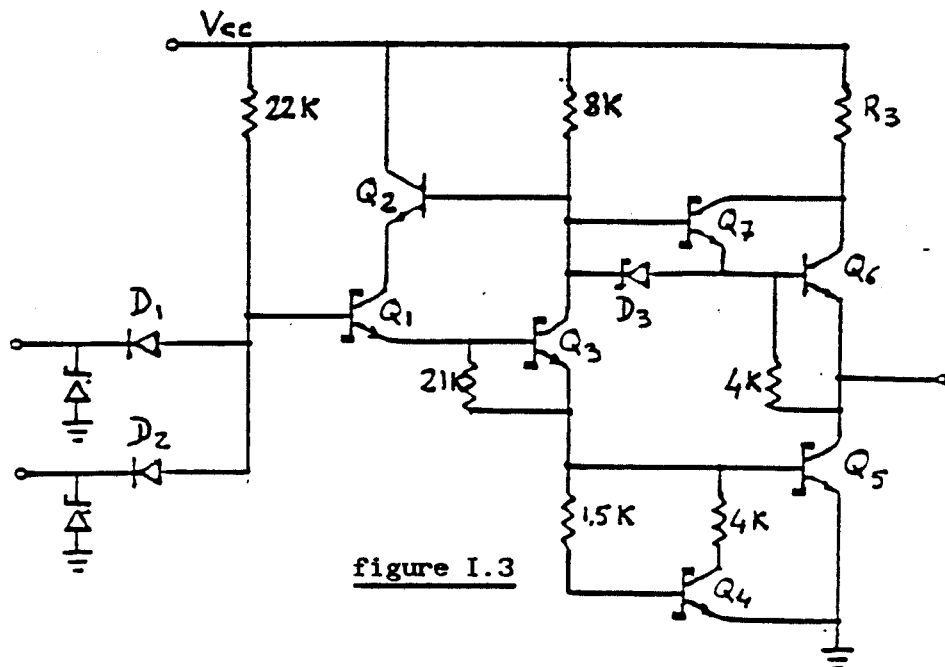 Vcc
22K
8K
R3
Q2
Q7
Q6
D1
Q1
D3
Q3
21K
4K
D2
Q5
1.5K
4K
figure I.3
Q4